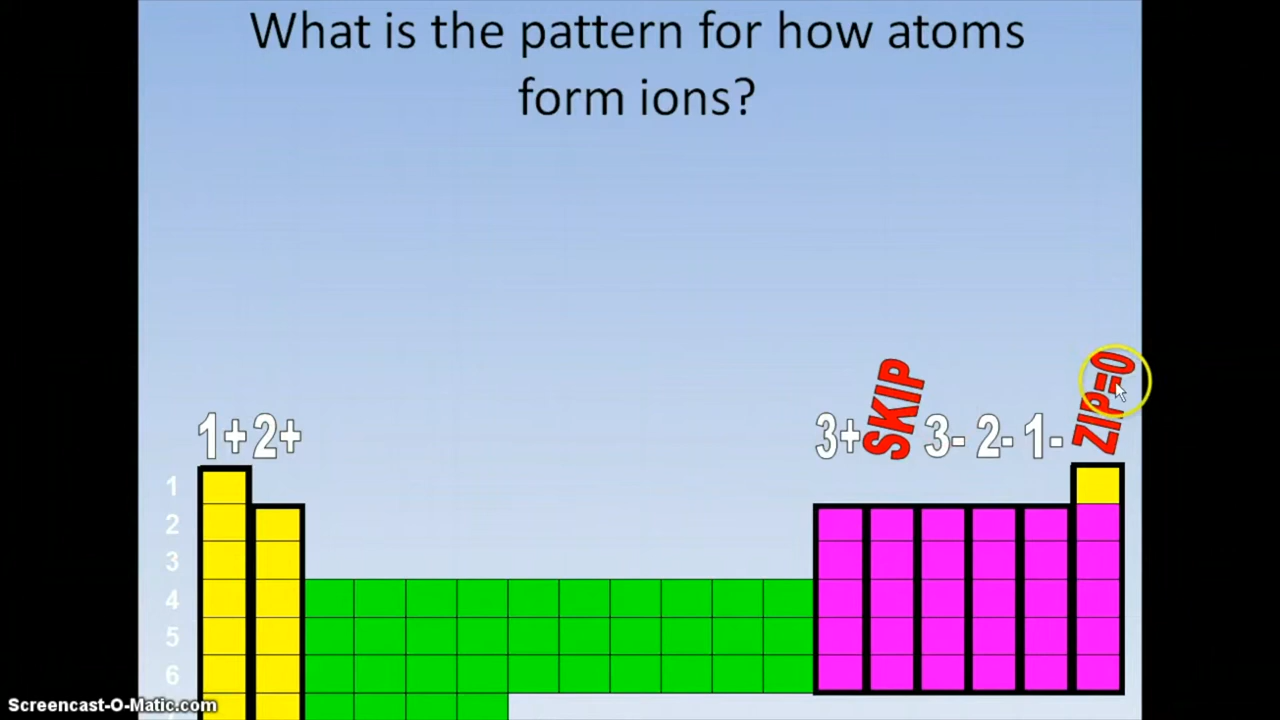 What is the pattern for how atoms
form ions?
1+ 2+ 3+ SKIP 3- 2- 1- ZIP=0
1
2
3
4
5
6
Screencast-O-Matic.com